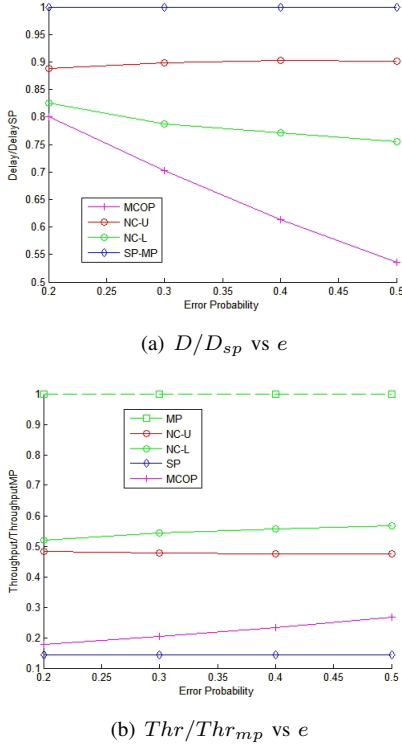 1
0.95
0.9
0.85
0.8
0.75
0.7
0.65
0.6
0.55
0.5
Delay/DelaySP
MCOP
NC-U
NC-L
SP-MP
0.2 0.25 0.3 0.35 0.4 0.45 0.5
Error Probability
(a) D/D_{sp} vs e
1
0.9
0.8
0.7
0.6
0.5
0.4
0.3
0.2
0.1
Throughput/ThroughputMP
MP
NC-U
NC-L
SP
MCOP
0.2 0.25 0.3 0.35 0.4 0.45 0.5
Error Probability
(b) Thr/Thr_{mp} vs e